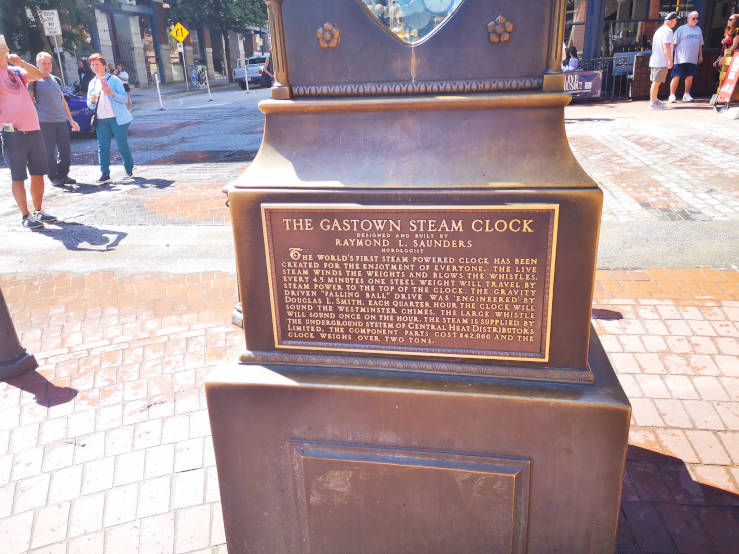 THE GASTOWN STEAM CLOCK
DESIGNED AND BUILT BY
RAYMOND L. SAUNDERS
HOROLOGIST
THE WORLD'S FIRST STEAM POWERED CLOCK HAS BEEN
CREATED FOR THE ENJOYMENT OF EVERYONE. THE LIVE
STEAM WINDS THE WEIGHTS AND BLOWS THE WHISTLES.
EVERY 4.5 MINUTES ONE STEEL WEIGHT WILL TRAVEL BY
STEAM POWER TO THE TOP OF THE CLOCK. THE GRAVITY
DRIVEN "FALLING BALL" DRIVE WAS ENGINEERED BY
DOUGLAS L. SMITH. EACH QUARTER HOUR THE CLOCK WILL
SOUND THE WESTMINSTER CHIMES. THE LARGE WHISTLE
WILL SOUND ONCE ON THE HOUR. THE STEAM IS SUPPLIED BY
THE UNDERGROUND SYSTEM OF CENTRAL HEAT DISTRIBUTORS
LIMITED. THE COMPONENT PARTS COST $42,000 AND THE
CLOCK WEIGHS OVER TWO TONS.